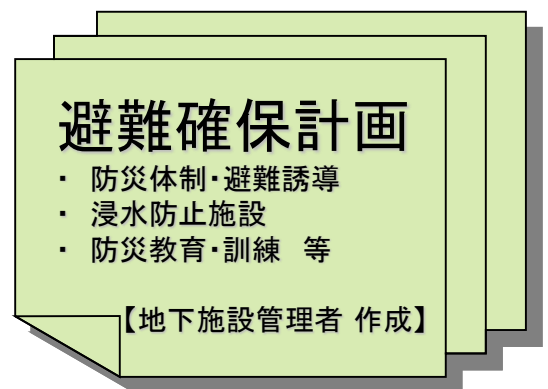 避難確保計画
・ 防災体制・避難誘導
・ 浸水防止施設
・ 防災教育・訓練　等
【地下施設管理者 作成】